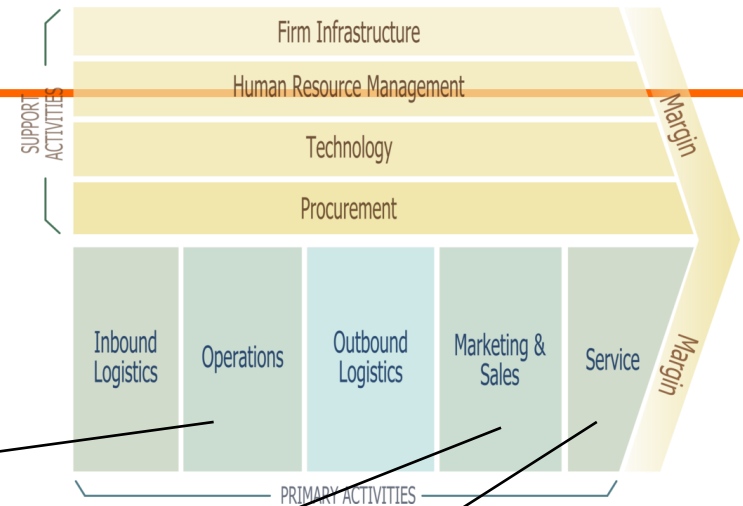 Firm Infrastructure
Human Resource Management
SUPPORT
ACTIVITIES
Technology
Procurement
Margin
Inbound
Logistics
Operations
Outbound
Logistics
Marketing &
Sales
Service
Margin
PRIMARY ACTIVITIES